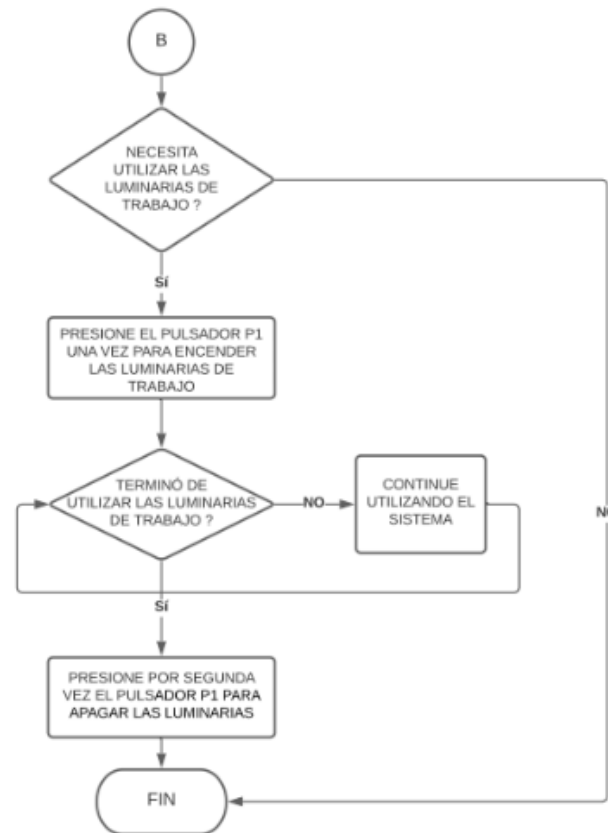 B
NECESITA
UTILIZAR LAS
LUMINARIAS DE
TRABAJO ?
Sí
PRESIONE EL PULSADOR P1
UNA VEZ PARA ENCENDER
LAS LUMINARIAS DE
TRABAJO
TERMINÓ DE
UTILIZAR LAS LUMINARIAS
DE TRABAJO ?
NO
CONTINUE
UTILIZANDO EL
SISTEMA
NO
Sí
PRESIONE POR SEGUNDA
VEZ EL PULSADOR P1 PARA
APAGAR LAS LUMINARIAS
FIN